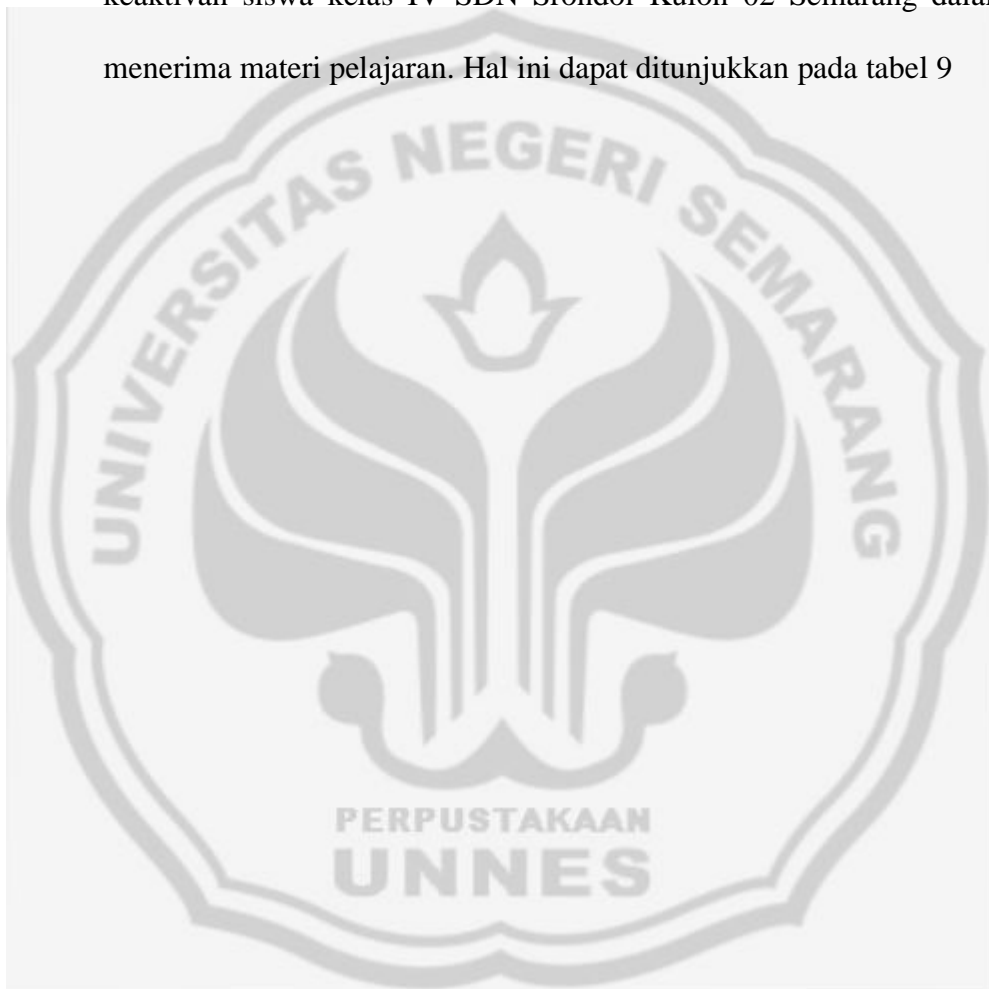 keaktivan siswa kelas IV SDN Srondol Kulon 02 Semarang
menerima materi pelajaran. Hal ini dapat ditunjukkan pada tabel 9
UNIVERSITAS NEGERI SEMARANG
PERPUSTAKAAN
UNNES